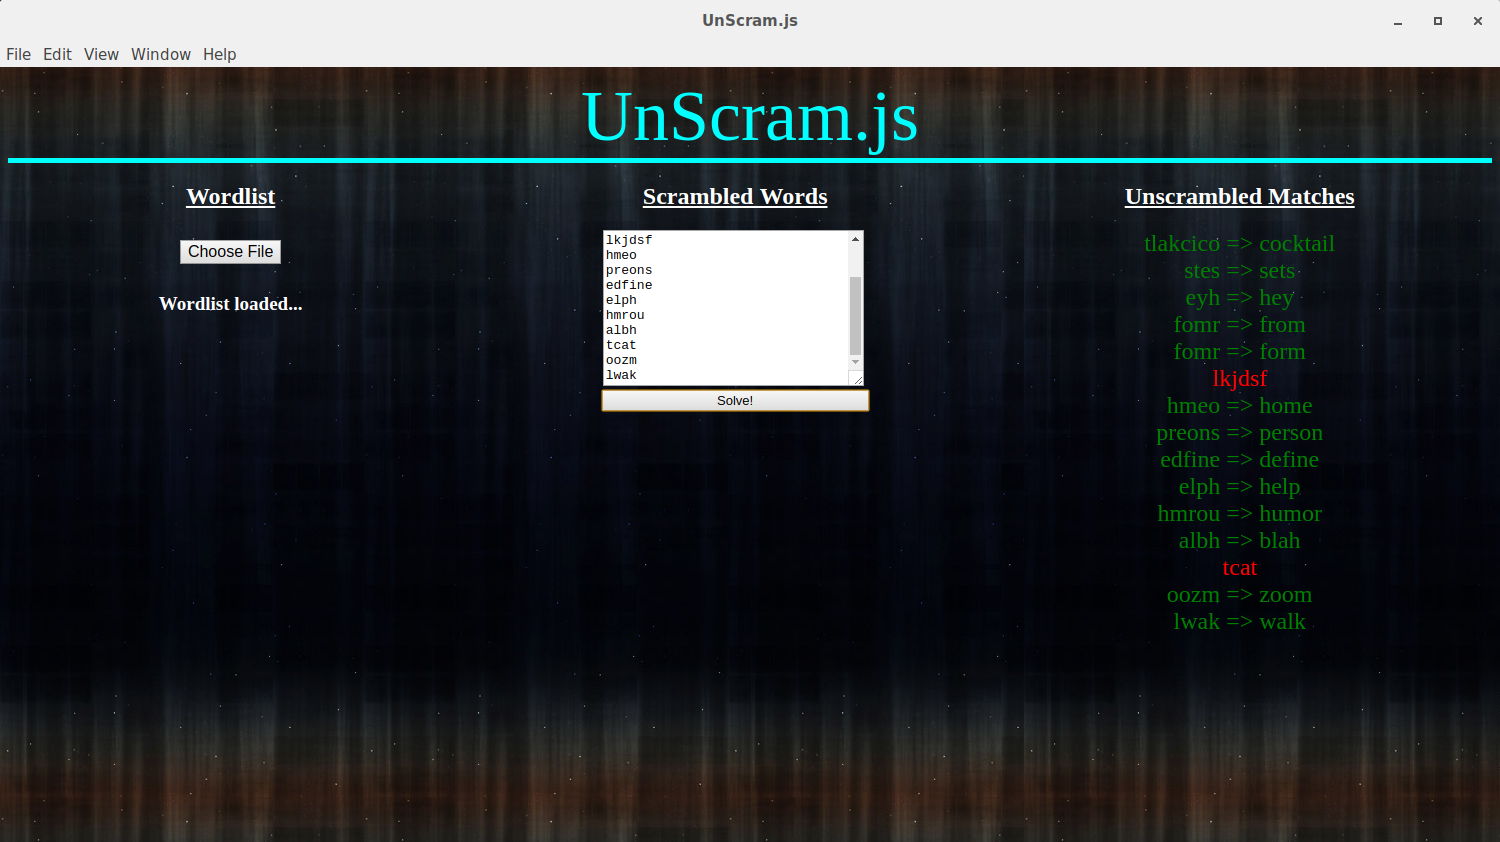 UnScram.js
File Edit View Window Help
UnScram.js
Wordlist
Choose File
Wordlist loaded...
Scrambled Words
lkjdsf
hmeo
preons
edfine
elph
hmrou
albh
tcat
oozm
lwak
Solve!
Unscrambled Matches
tlakcico => cocktail
stes => sets
eyh => hey
fomr => from
fomr => form
lkjdsf
hmeo => home
preons => person
edfine => define
elph => help
hmrou => humor
albh => blah
tcat
oozm => zoom
lwak => walk